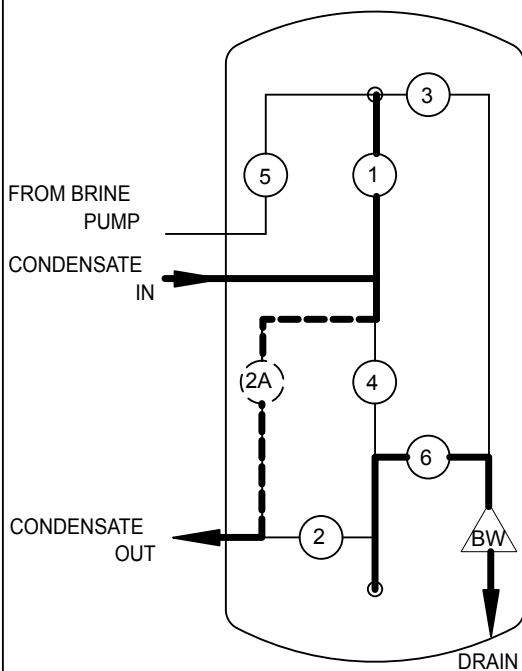 3
5
1
FROM BRINE
PUMP
CONDENSATE
IN
2A
4
6
CONDENSATE
OUT
2
BW
DRAIN